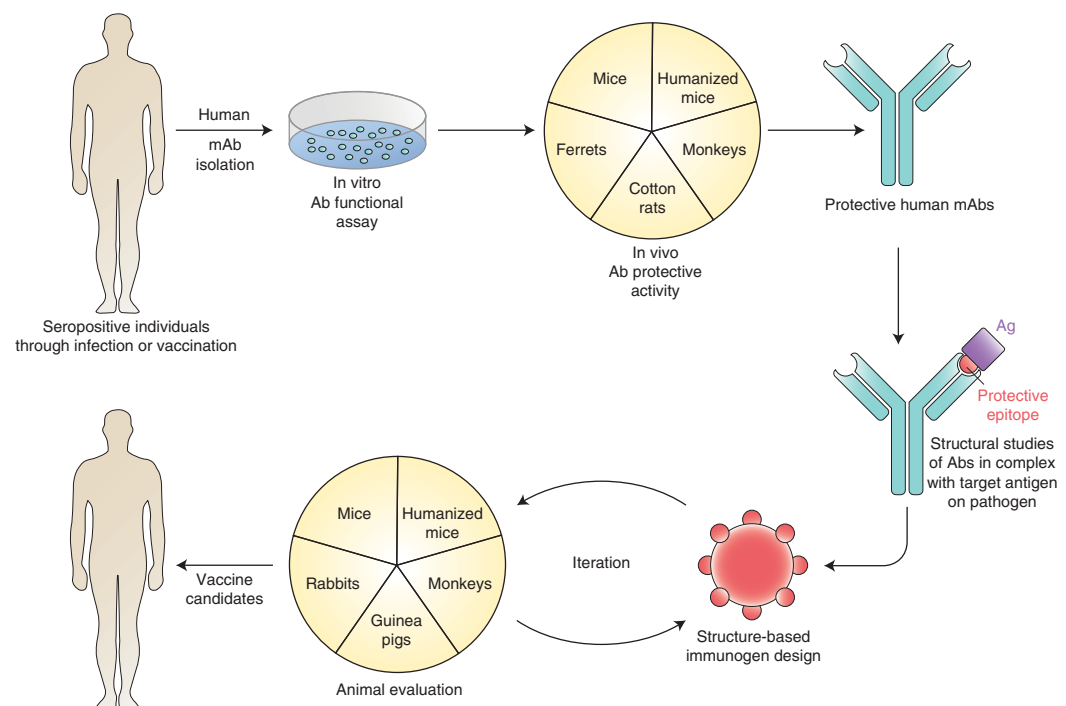 Human
mAb
isolation
In vitro
Ab functional
assay
Mice
Humanized
mice
Ferrets
Monkeys
Cotton
rats
In vivo
Ab protective
activity
Protective human mAbs
Seropositive individuals
through infection or vaccination
Ag
Protective
epitope
Structural studies
of Abs in complex
with target antigen
on pathogen
Structure-based
immunogen design
Iteration
Mice
Humanized
mice
Rabbits
Monkeys
Guinea
pigs
Animal evaluation
Vaccine
candidates